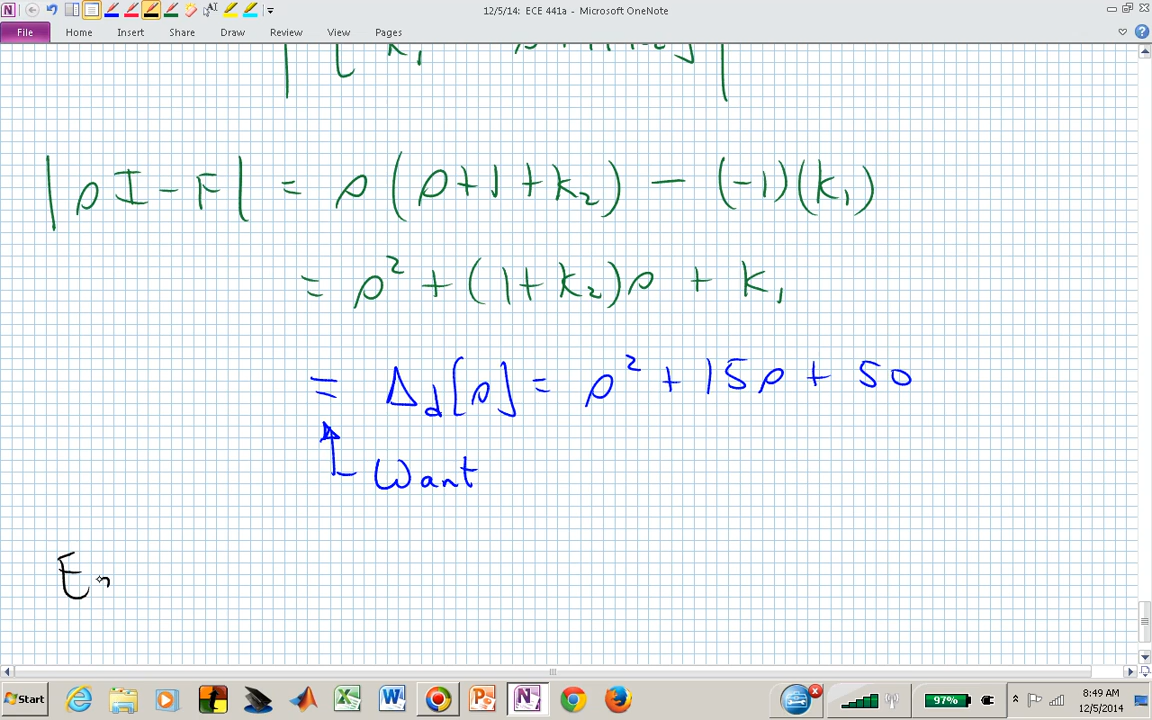 12/5/14: ECE 441a - Microsoft OneNote
File Home Insert Share Draw Review View Pages
k₁
|ρI - F| = ρ(ρ+1+k₂) - (-1)(k₁)
= ρ² + (1+k₂)ρ + k₁
= Δd[ρ] = ρ² + 15ρ + 50
Want
Start
97%
8:49 AM
12/5/2014